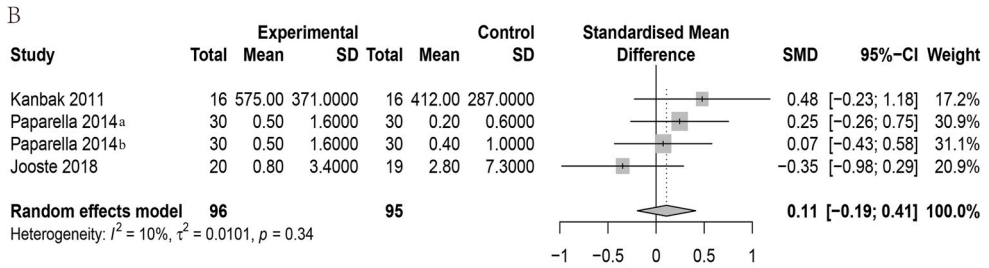 B
Experimental Control Standardised Mean
Study Total Mean SD Total Mean SD Difference SMD 95%−CI Weight
Kanbak 2011 16 575.00 371.0000 16 412.00 287.0000 0.48 [−0.23; 1.18] 17.2%
Paparella 2014a 30 0.50 1.6000 30 0.20 0.6000 0.25 [−0.26; 0.75] 30.9%
Paparella 2014b 30 0.50 1.6000 30 0.40 1.0000 0.07 [−0.43; 0.58] 31.1%
Jooste 2018 20 0.80 3.4000 19 2.80 7.3000 −0.35 [−0.98; 0.29] 20.9%
Random effects model 96 95 0.11 [−0.19; 0.41] 100.0%
Heterogeneity: I² = 10%, τ² = 0.0101, p = 0.34
−1 −0.5 0 0.5 1